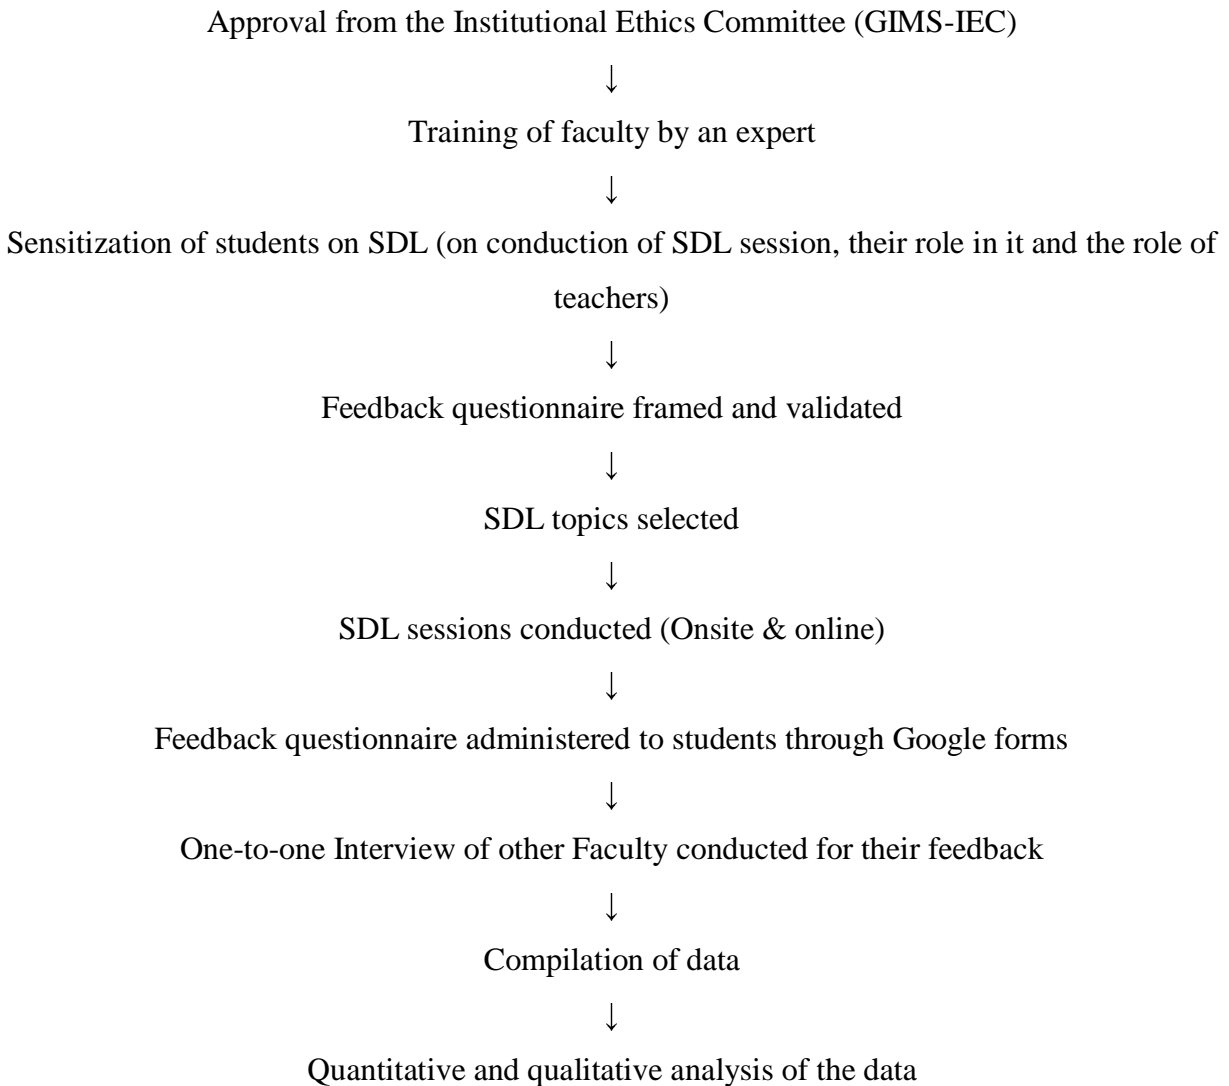 Approval from the Institutional Ethics Committee (GIMS-IEC)
↓
Training of faculty by an expert
↓
Sensitization of students on SDL (on conduction of SDL session, their role in it and the role of
teachers)
↓
Feedback questionnaire framed and validated
↓
SDL topics selected
↓
SDL sessions conducted (Onsite & online)
↓
Feedback questionnaire administered to students through Google forms
↓
One-to-one Interview of other Faculty conducted for their feedback
↓
Compilation of data
↓
Quantitative and qualitative analysis of the data